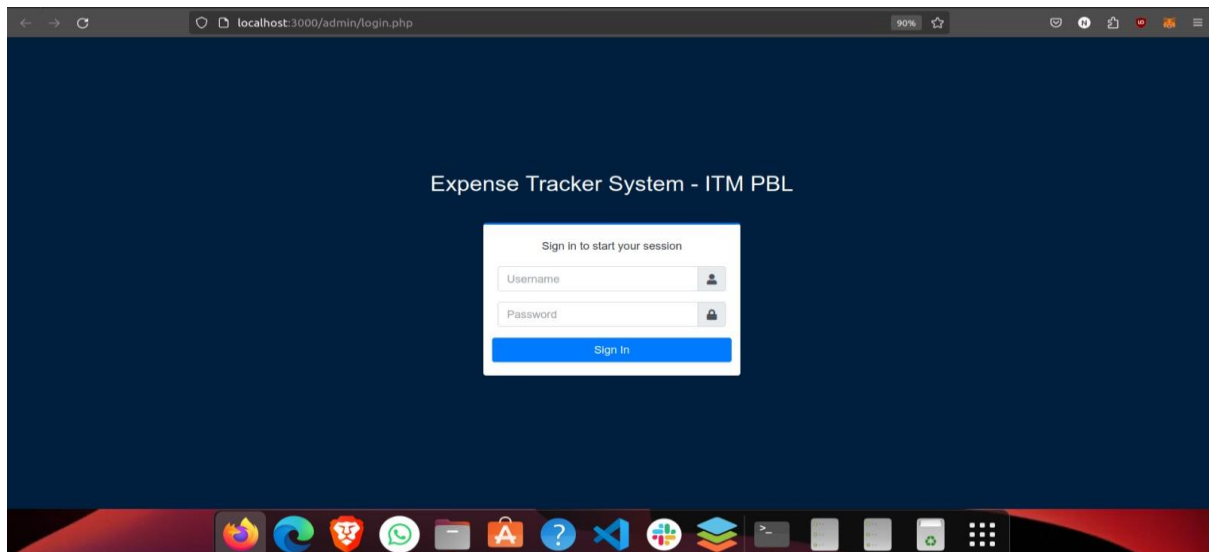 localhost:3000/admin/login.php
90%
Expense Tracker System - ITM PBL
Sign in to start your session
Username
Password
Sign In